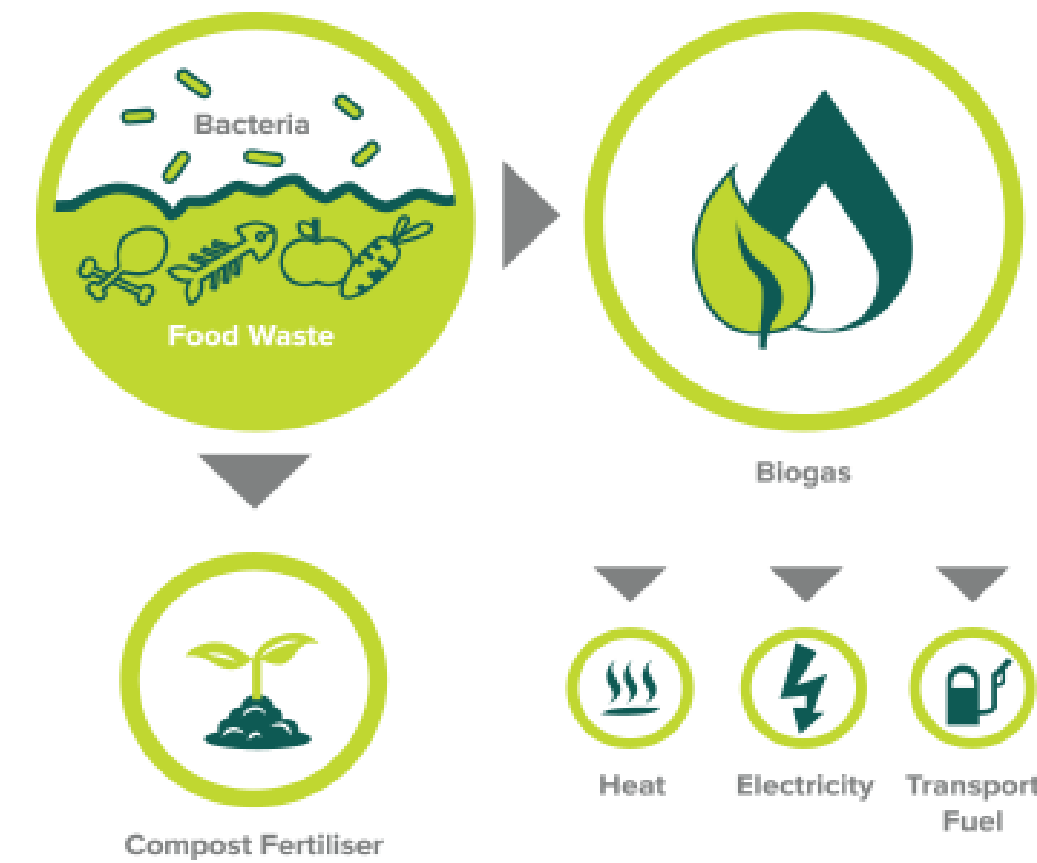 Bacteria
Food Waste
Biogas
Compost Fertiliser
Heat
Electricity
Transport
Fuel